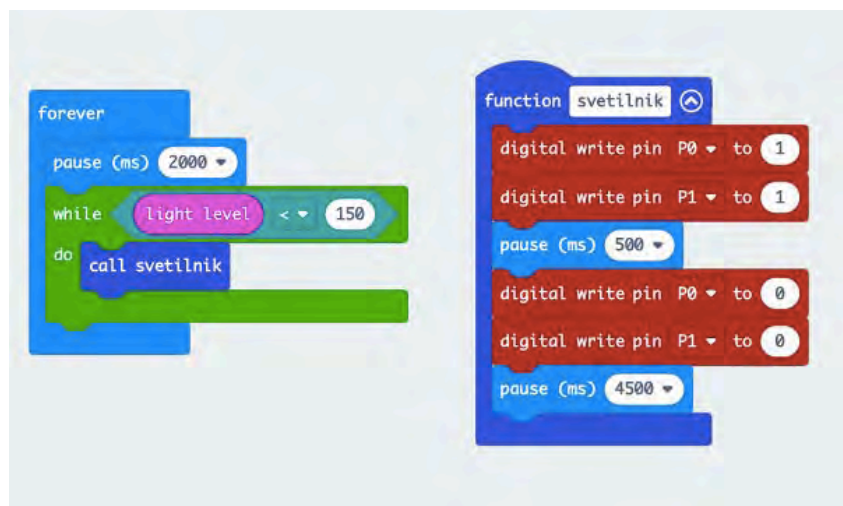 forever
pause (ms) 2000
while light level < 150
do call svetilnik
function svetilnik
digital write pin P0 to 1
digital write pin P1 to 1
pause (ms) 500
digital write pin P0 to 0
digital write pin P1 to 0
pause (ms) 4500